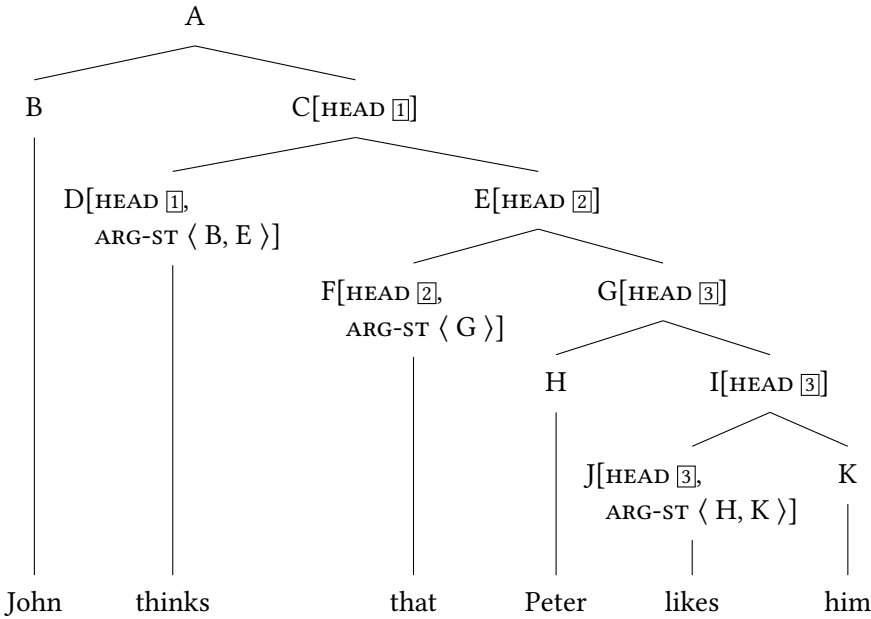 A
B C[HEAD 1]
D[HEAD 1, E[HEAD 2]
ARG-ST ⟨ B, E ⟩]
F[HEAD 2, G[HEAD 3]
ARG-ST ⟨ G ⟩]
H I[HEAD 3]
J[HEAD 3, K
ARG-ST ⟨ H, K ⟩]
John thinks that Peter likes him